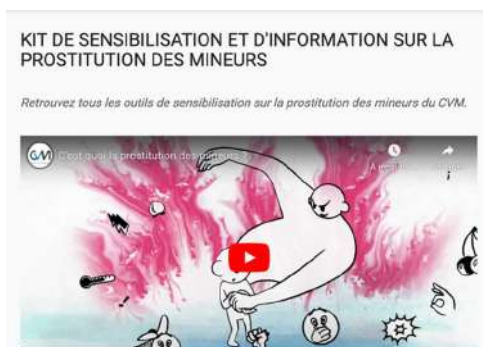 KIT DE SENSIBILISATION ET D'INFORMATION SUR LA
PROSTITUTION DES MINEURS
Retrouvez tous les outils de sensibilisation sur la prostitution des mineurs du CVM.
C'est quoi la prostitution des mineurs ?